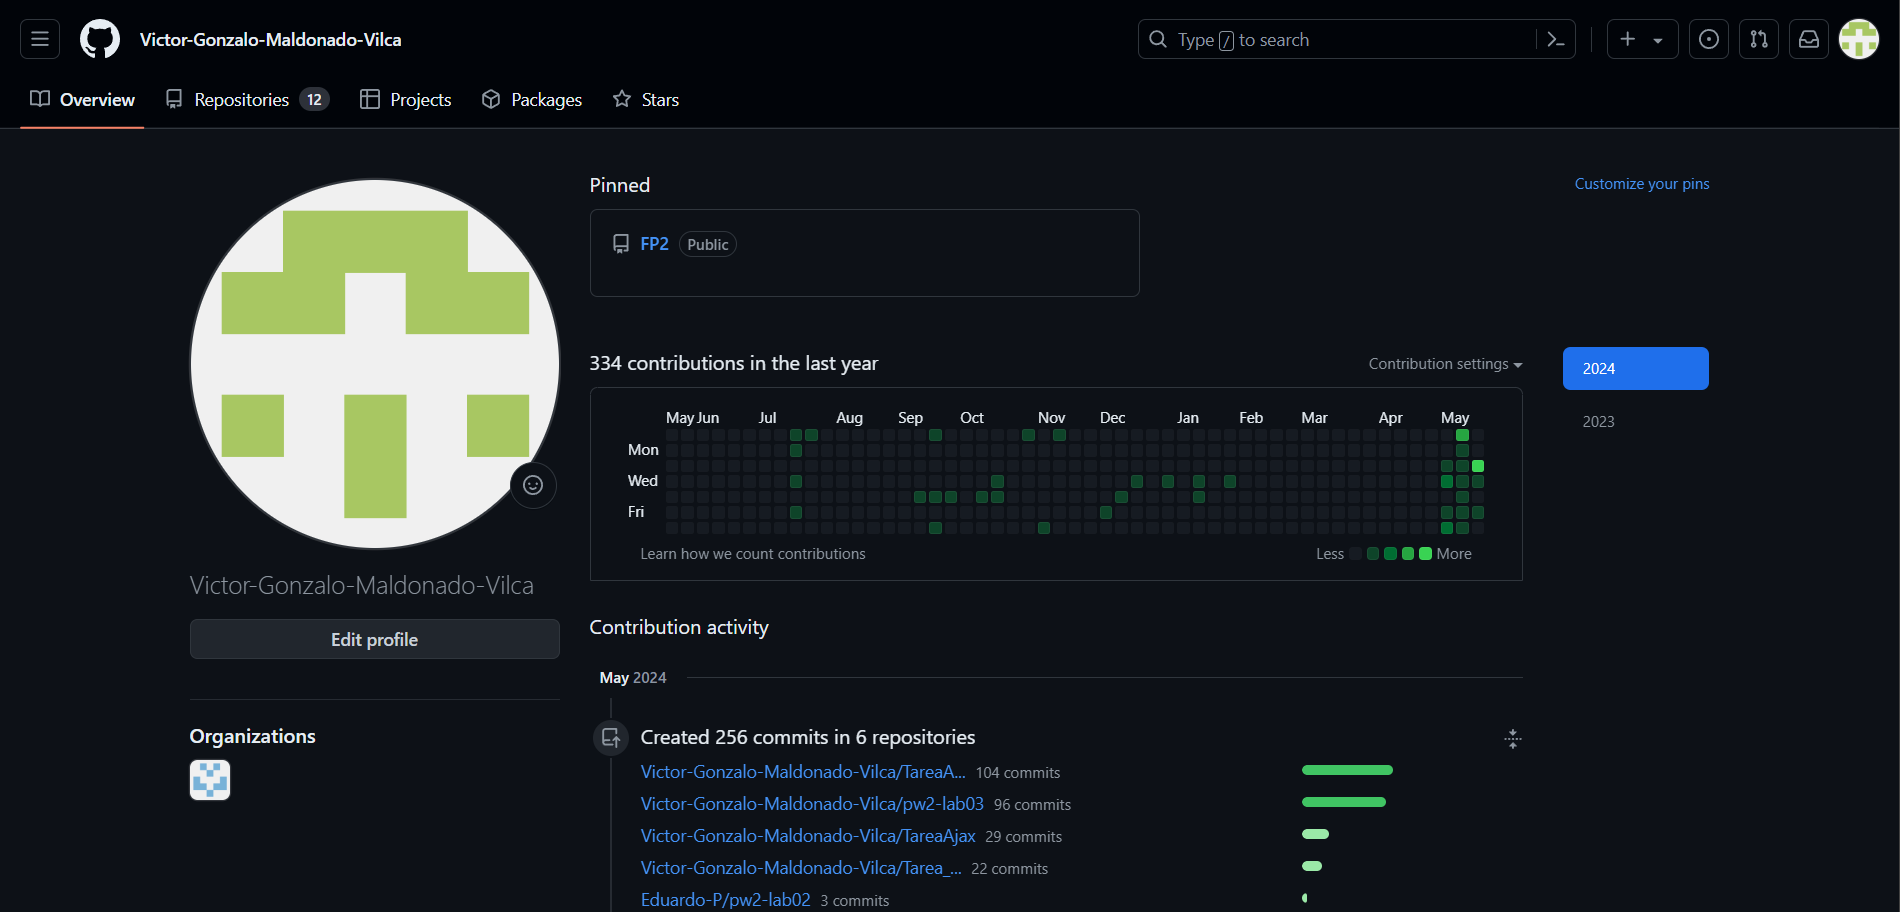 Victor-Gonzalo-Maldonado-Vilca
Type / to search
Overview
Repositories 12
Projects
Packages
Stars
Pinned
Customize your pins
FP2 Public
334 contributions in the last year
Contribution settings
2024
2023
May Jun Jul Aug Sep Oct Nov Dec Jan Feb Mar Apr May
Mon
Wed
Fri
Learn how we count contributions
Less More
Victor-Gonzalo-Maldonado-Vilca
Edit profile
Organizations
Contribution activity
May 2024
Created 256 commits in 6 repositories
Victor-Gonzalo-Maldonado-Vilca/TareaA... 104 commits
Victor-Gonzalo-Maldonado-Vilca/pw2-lab03 96 commits
Victor-Gonzalo-Maldonado-Vilca/TareaAjax 29 commits
Victor-Gonzalo-Maldonado-Vilca/Tarea_... 22 commits
Eduardo-P/pw2-lab02 3 commits